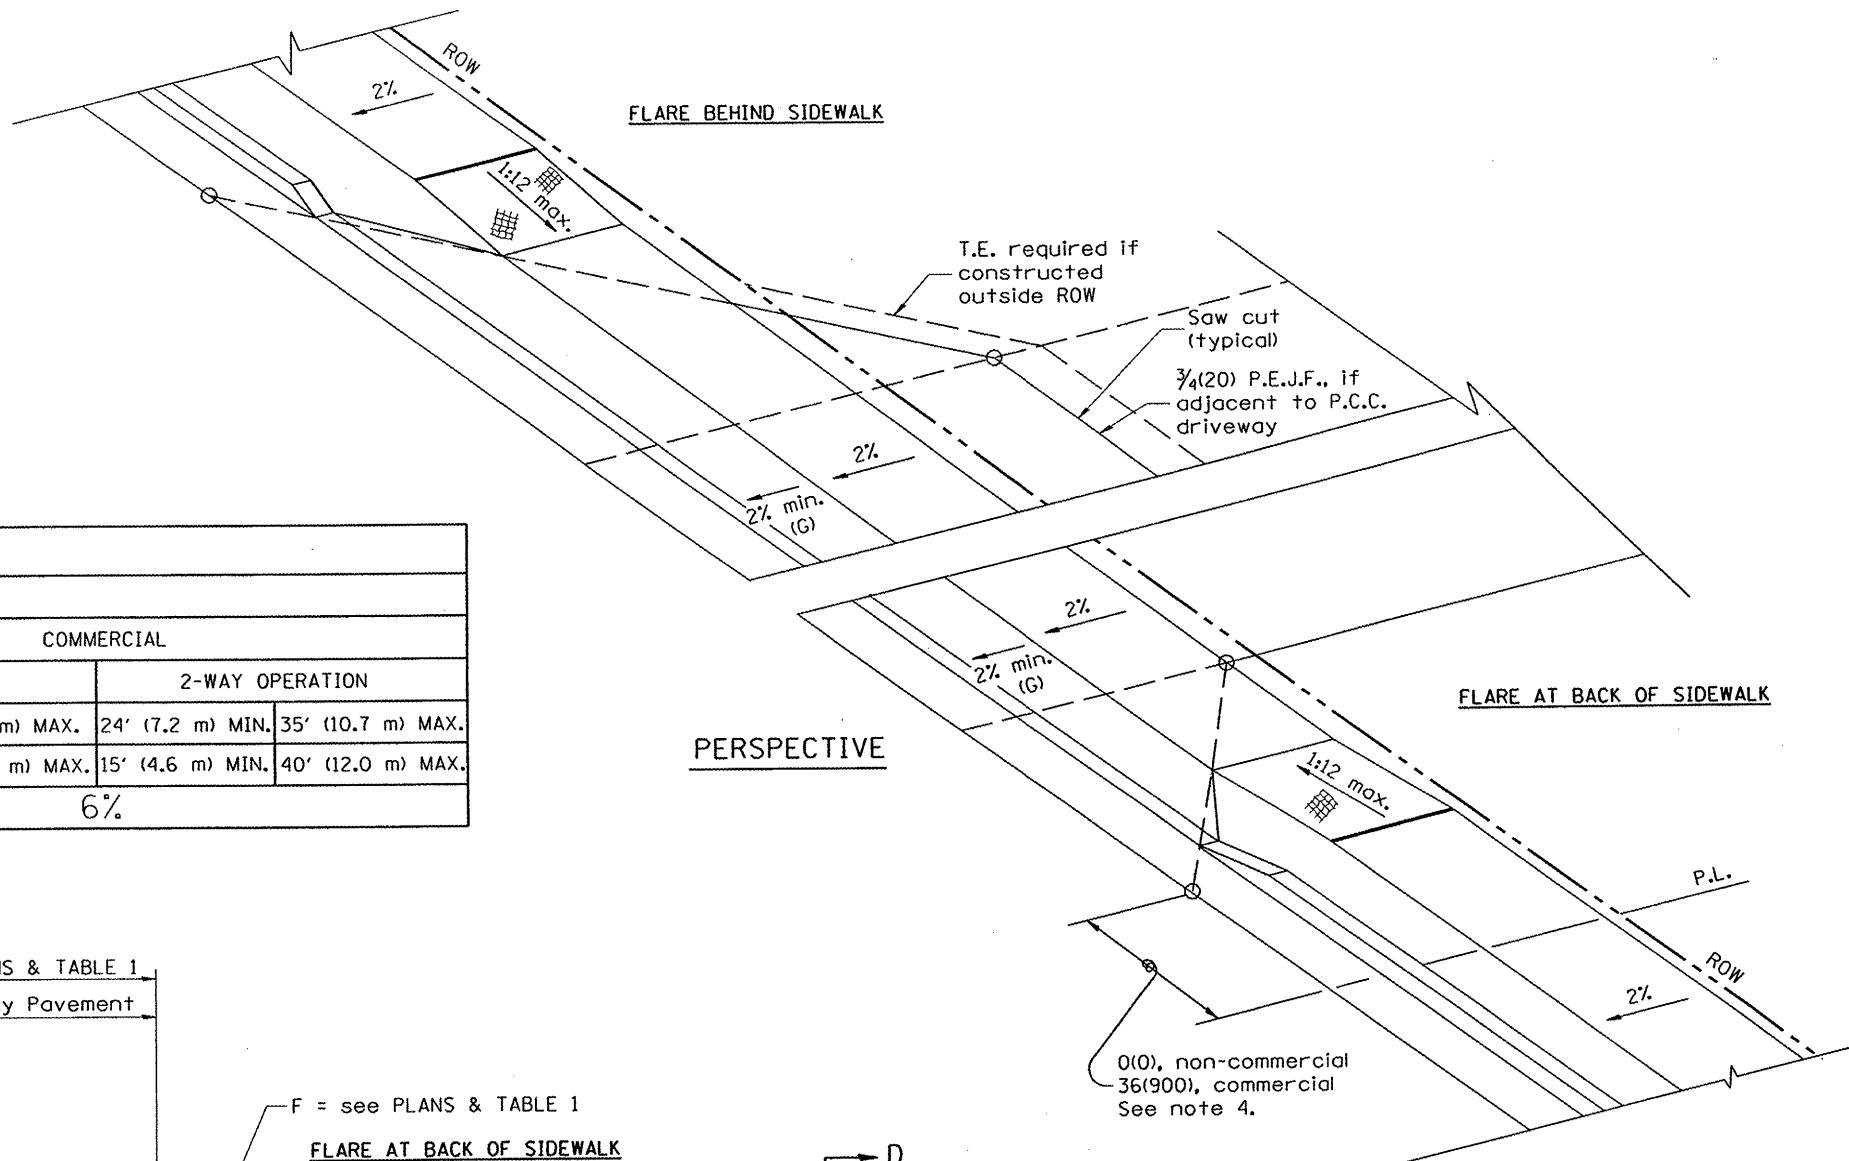 ROW
2%
FLARE BEHIND SIDEWALK
1:12 max.
T.E. required if
constructed
outside ROW
Saw cut
(typical)
3/4(20) P.E.J.F., if
adjacent to P.C.C.
driveway
2%
2% min.
(G)
COMMERCIAL
2-WAY OPERATION
m) MAX. 24' (7.2 m) MIN. 35' (10.7 m) MAX.
m) MAX. 15' (4.6 m) MIN. 40' (12.0 m) MAX.
6%
2%
2% min.
(G)
FLARE AT BACK OF SIDEWALK
PERSPECTIVE
1:12 max.
P.L.
ROW
2%
NS & TABLE 1
y Pavement
0(0), non-commercial
36(900), commercial
See note 4.
F = see PLANS & TABLE 1
FLARE AT BACK OF SIDEWALK
D